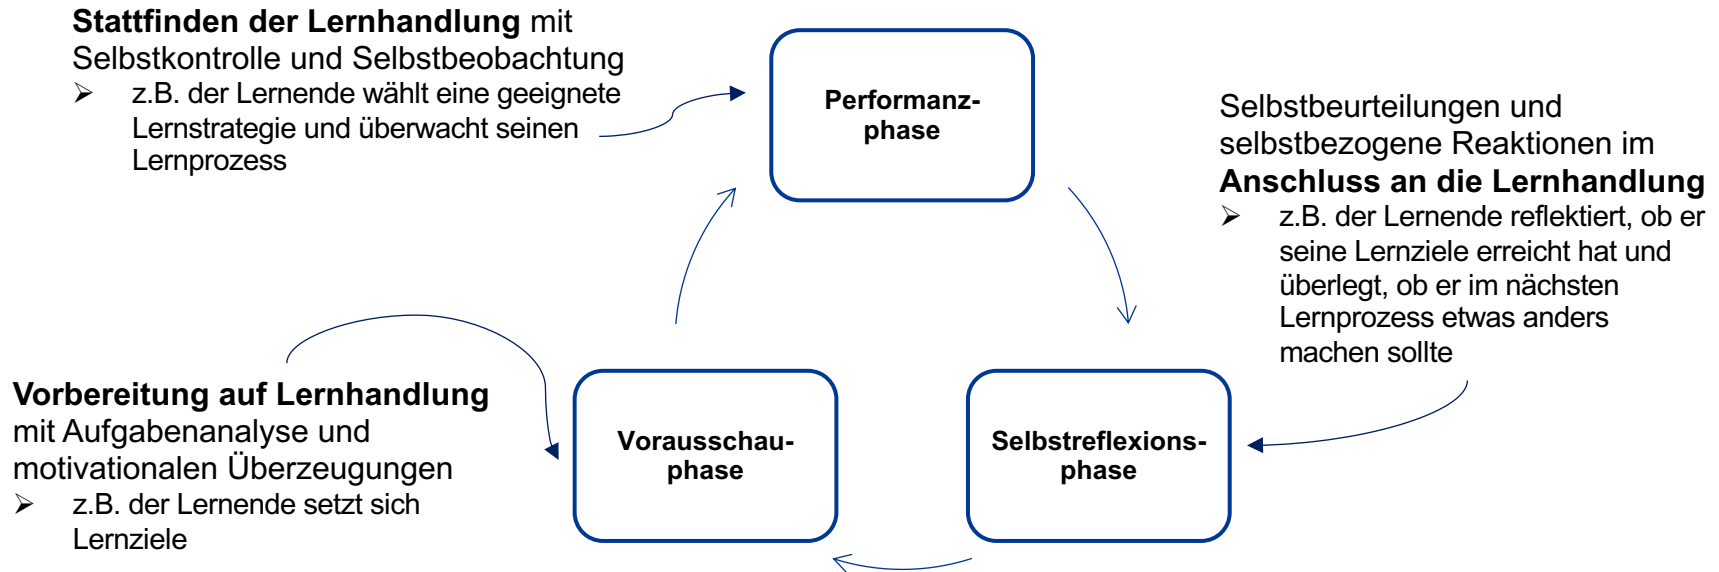 Stattfinden der Lernhandlung mit
Selbstkontrolle und Selbstbeobachtung
➢ z.B. der Lernende wählt eine geeignete
Lernstrategie und überwacht seinen
Lernprozess
Performanz-
phase
Selbstbeurteilungen und
selbstbezogene Reaktionen im
Anschluss an die Lernhandlung
➢ z.B. der Lernende reflektiert, ob er
seine Lernziele erreicht hat und
überlegt, ob er im nächsten
Lernprozess etwas anders
machen sollte
Vorbereitung auf Lernhandlung
mit Aufgabenanalyse und
motivationalen Überzeugungen
➢ z.B. der Lernende setzt sich
Lernziele
Vorausschau-
phase
Selbstreflexions-
phase